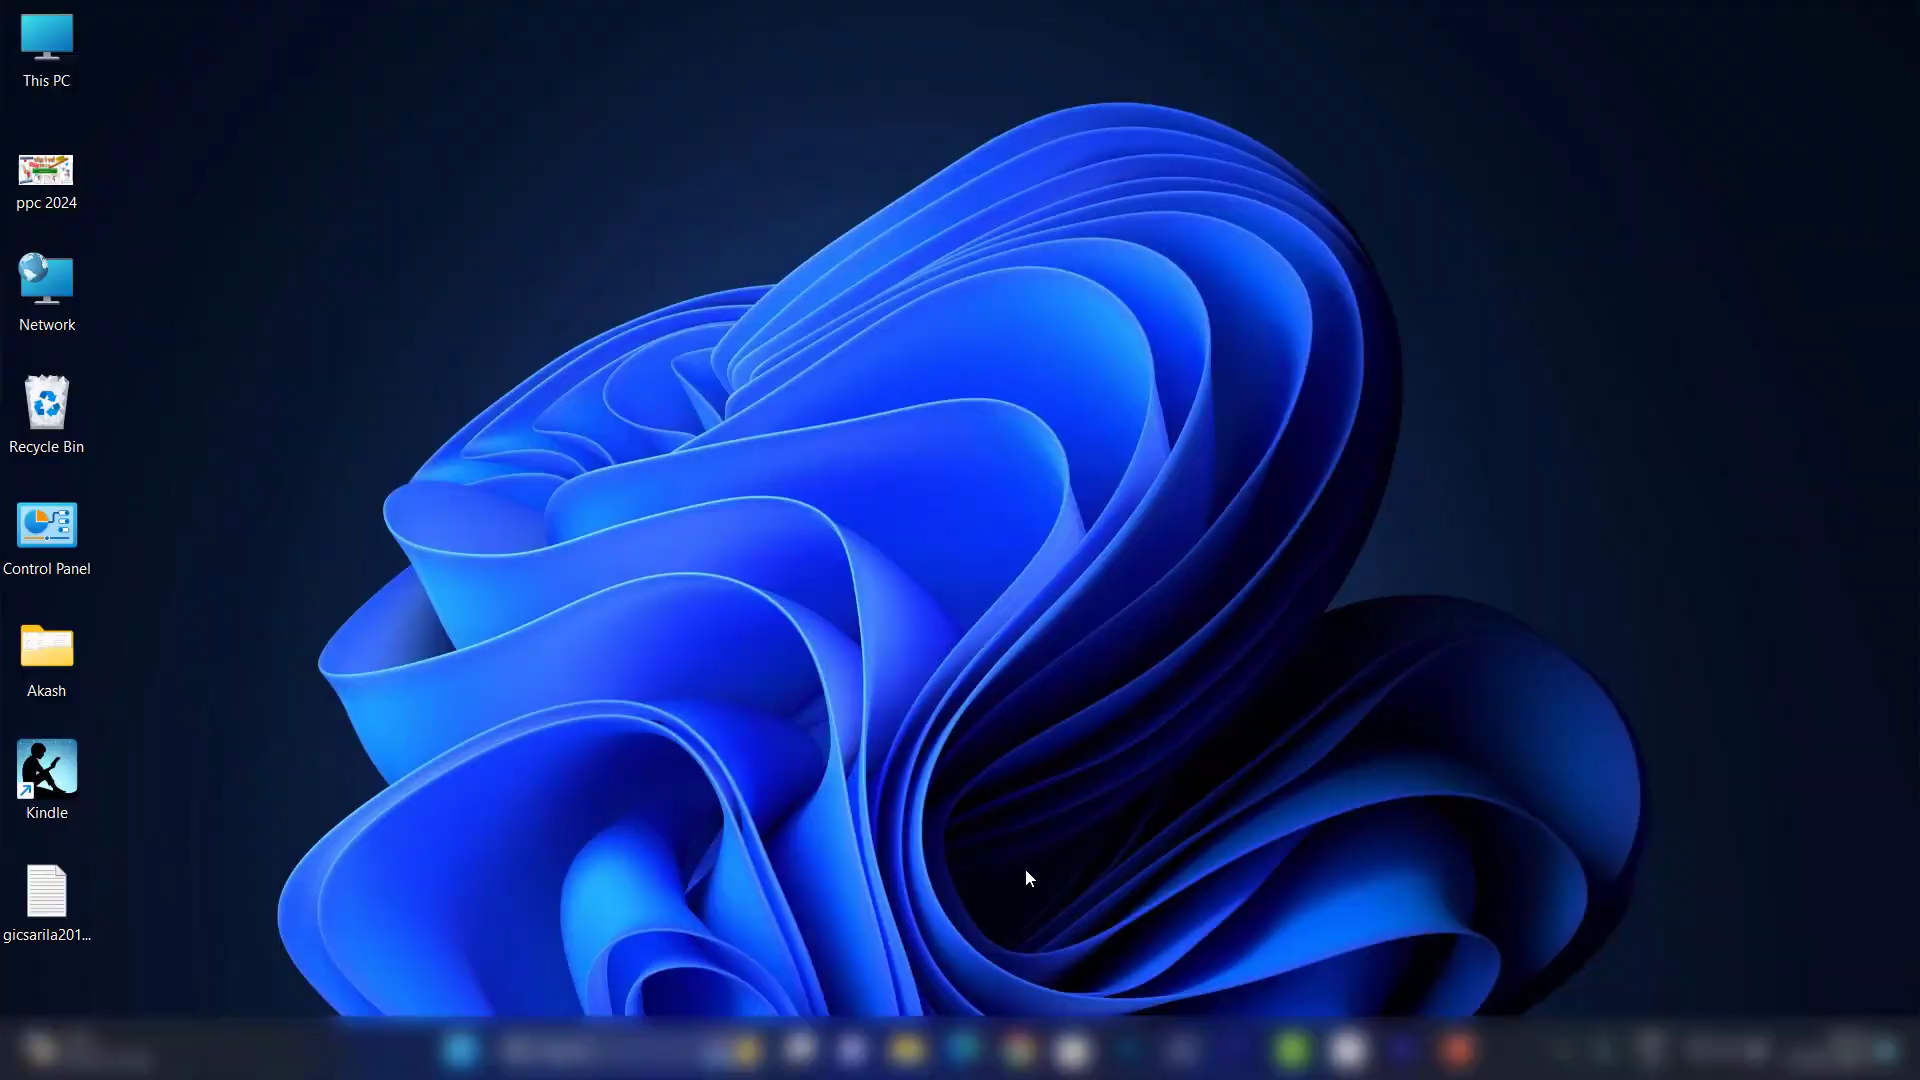 This PC
ppc 2024
Network
Recycle Bin
Control Panel
Akash
Kindle
gicsarila201...